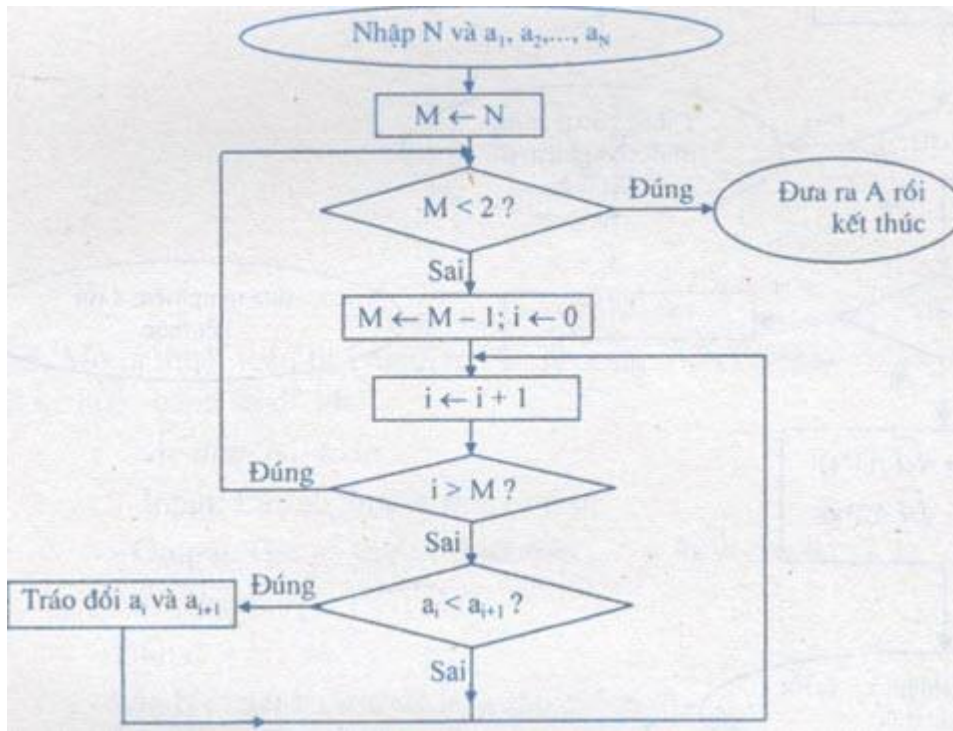 Nhập N và a₁, a₂,..., a_N
M ← N
M < 2 ?
Đúng
Đưa ra A rồi
kết thúc
Sai
M ← M – 1; i ← 0
i ← i + 1
Đúng
i > M ?
Sai
Đúng
Tráo đổi aᵢ và aᵢ₊₁
aᵢ < aᵢ₊₁ ?
Sai